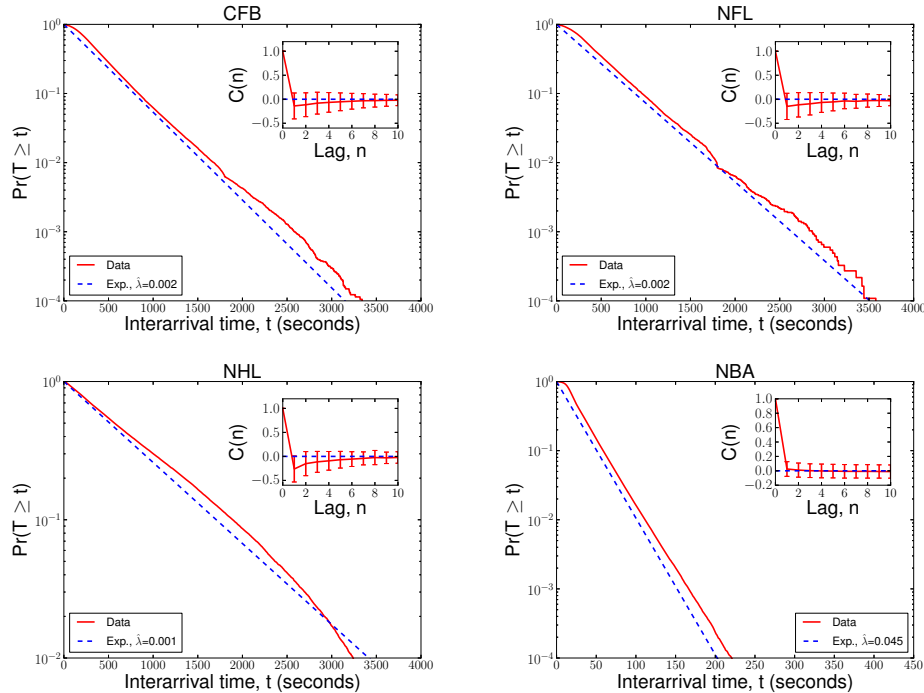 CFB
Pr(T ≥ t)
10^0
10^-1
10^-2
10^-3
10^-4
0 500 1000 1500 2000 2500 3000 3500 4000
Interarrival time, t (seconds)
Data
Exp., λ̂=0.002
C(n)
1.0
0.5
0.0
−0.5
0 2 4 6 8 10
Lag, n
NFL
Pr(T ≥ t)
10^0
10^-1
10^-2
10^-3
10^-4
0 500 1000 1500 2000 2500 3000 3500 4000
Interarrival time, t (seconds)
Data
Exp., λ̂=0.002
C(n)
1.0
0.5
0.0
−0.5
0 2 4 6 8 10
Lag, n
NHL
Pr(T ≥ t)
10^0
10^-1
10^-2
0 500 1000 1500 2000 2500 3000 3500 4000
Interarrival time, t (seconds)
Data
Exp., λ̂=0.001
C(n)
1.0
0.5
0.0
−0.5
0 2 4 6 8 10
Lag, n
NBA
Pr(T ≥ t)
10^0
10^-1
10^-2
10^-3
10^-4
0 50 100 150 200 250 300 350 400 450
Interarrival time, t (seconds)
Data
Exp., λ̂=0.045
C(n)
1.0
0.8
0.6
0.4
0.2
0.0
−0.2
0 2 4 6 8 10
Lag, n